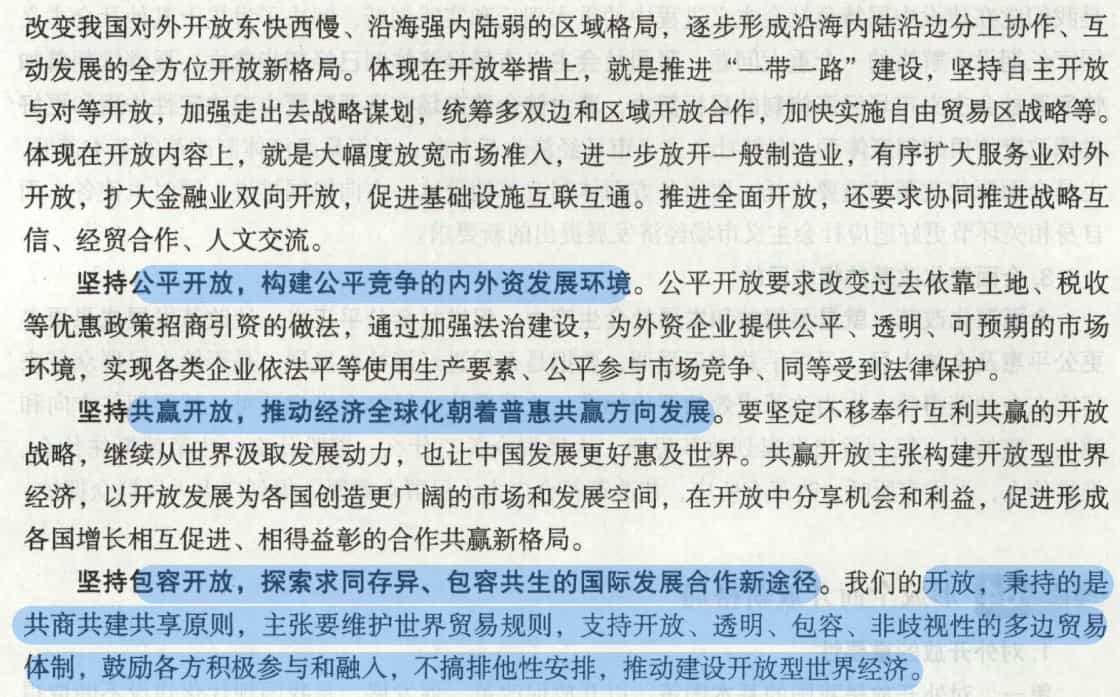 改变我国对外开放东快西慢、沿海强内陆弱的区域格局，逐步形成沿海内陆沿边分工协作、互
动发展的全方位开放新格局。体现在开放举措上，就是推进“一带一路”建设，坚持自主开放
与对等开放，加强走出去战略谋划，统筹多双边和区域开放合作，加快实施自由贸易区战略等。
体现在开放内容上，就是大幅度放宽市场准入，进一步放开一般制造业，有序扩大服务业对外
开放，扩大金融业双向开放，促进基础设施互联互通。推进全面开放，还要求协同推进战略互
信、经贸合作、人文交流。
坚持公平开放，构建公平竞争的内外资发展环境。公平开放要求改变过去依靠土地、税收
等优惠政策招商引资的做法，通过加强法治建设，为外资企业提供公平、透明、可预期的市场
环境，实现各类企业依法平等使用生产要素、公平参与市场竞争、同等受到法律保护。
坚持共赢开放，推动经济全球化朝着普惠共赢方向发展。要坚定不移奉行互利共赢的开放
战略，继续从世界汲取发展动力，也让中国发展更好惠及世界。共赢开放主张构建开放型世界
经济，以开放发展为各国创造更广阔的市场和发展空间，在开放中分享机会和利益，促进形成
各国增长相互促进、相得益彰的合作共赢新格局。
坚持包容开放，探索求同存异、包容共生的国际发展合作新途径。我们的开放，秉持的是
共商共建共享原则，主张要维护世界贸易规则，支持开放、透明、包容、非歧视性的多边贸易
体制，鼓励各方积极参与和融入，不搞排他性安排，推动建设开放型世界经济。